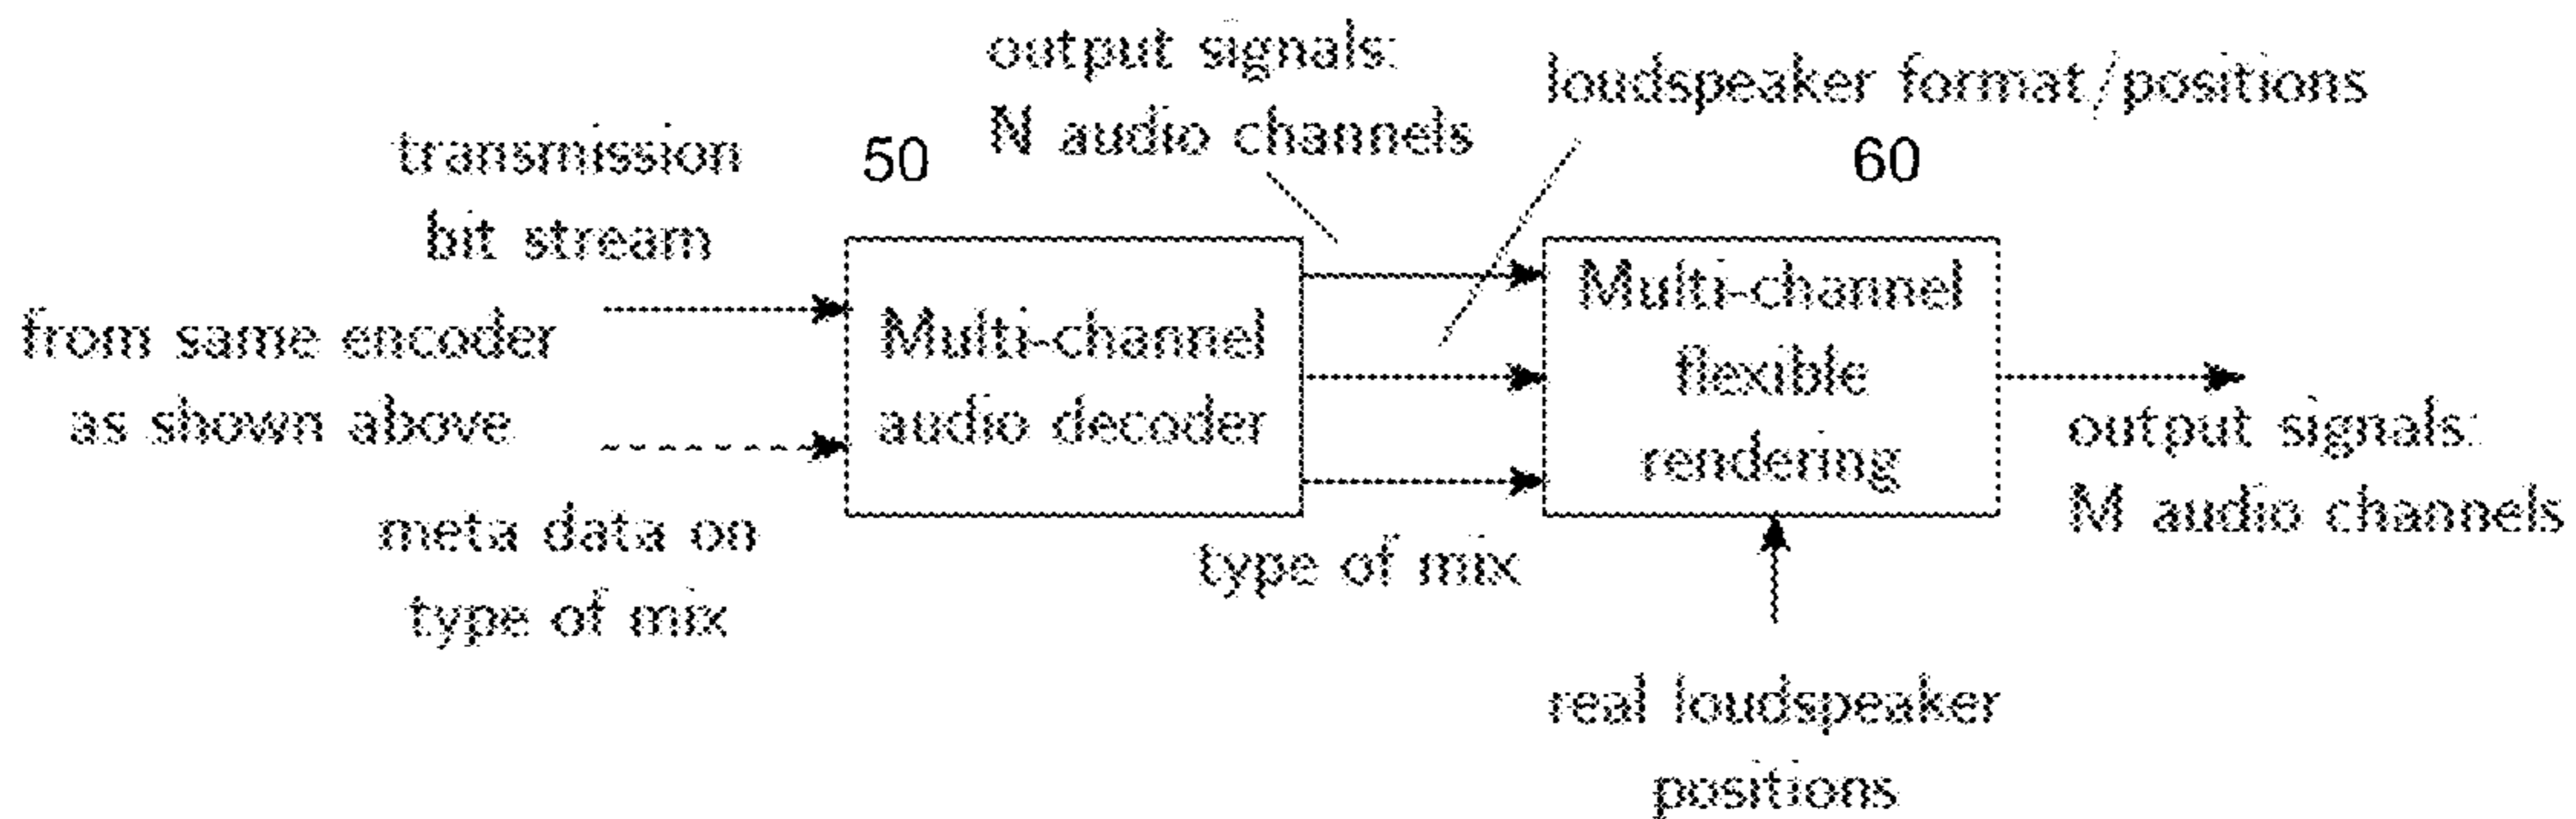 output signals:
N audio channels
loudspeaker format/positions
transmission
bit stream
50
60
from same encoder
as shown above
Multi-channel
audio decoder
Multi-channel
flexible
rendering
output signals:
M audio channels
meta data on
type of mix
type of mix
real loudspeaker
positions